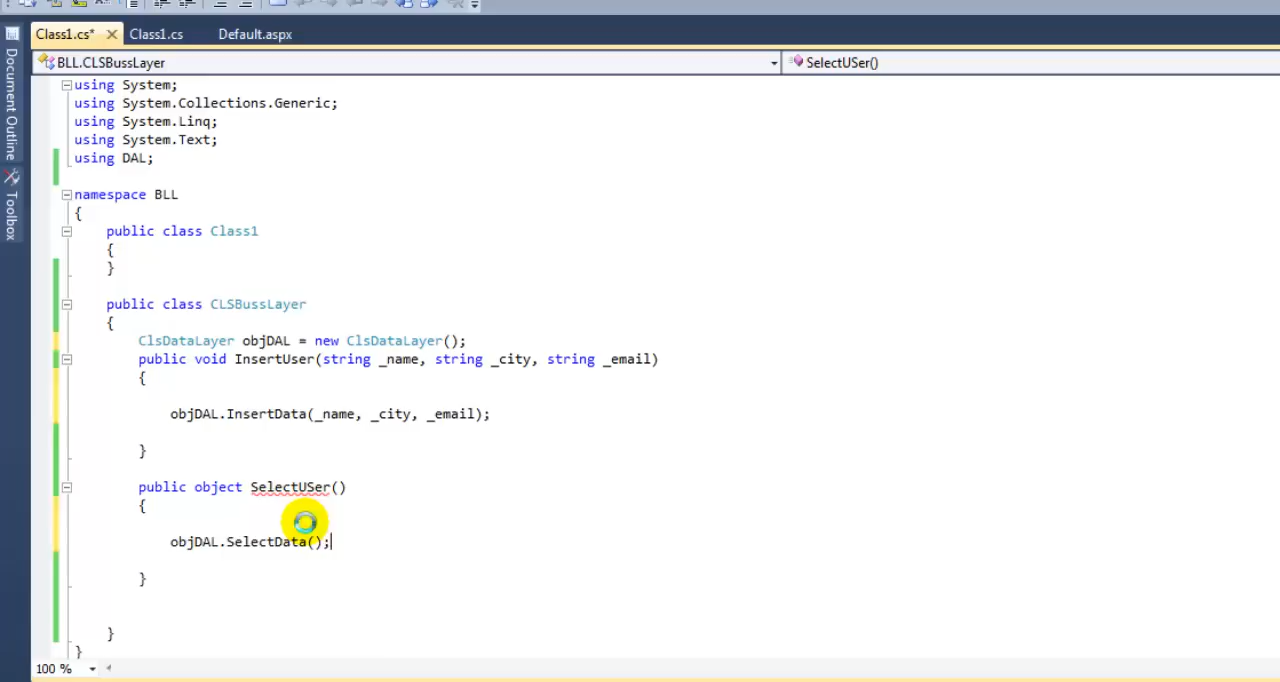 Class1.cs* Class1.cs Default.aspx
BLL.CLSBussLayer SelectUSer()
Document Outline
Toolbox
using System;
using System.Collections.Generic;
using System.Linq;
using System.Text;
using DAL;
namespace BLL
{
public class Class1
{
}
public class CLSBussLayer
{
ClsDataLayer objDAL = new ClsDataLayer();
public void InsertUser(string _name, string _city, string _email)
{
objDAL.InsertData(_name, _city, _email);
}
public object SelectUSer()
{
objDAL.SelectData();
}
}
}
100 %